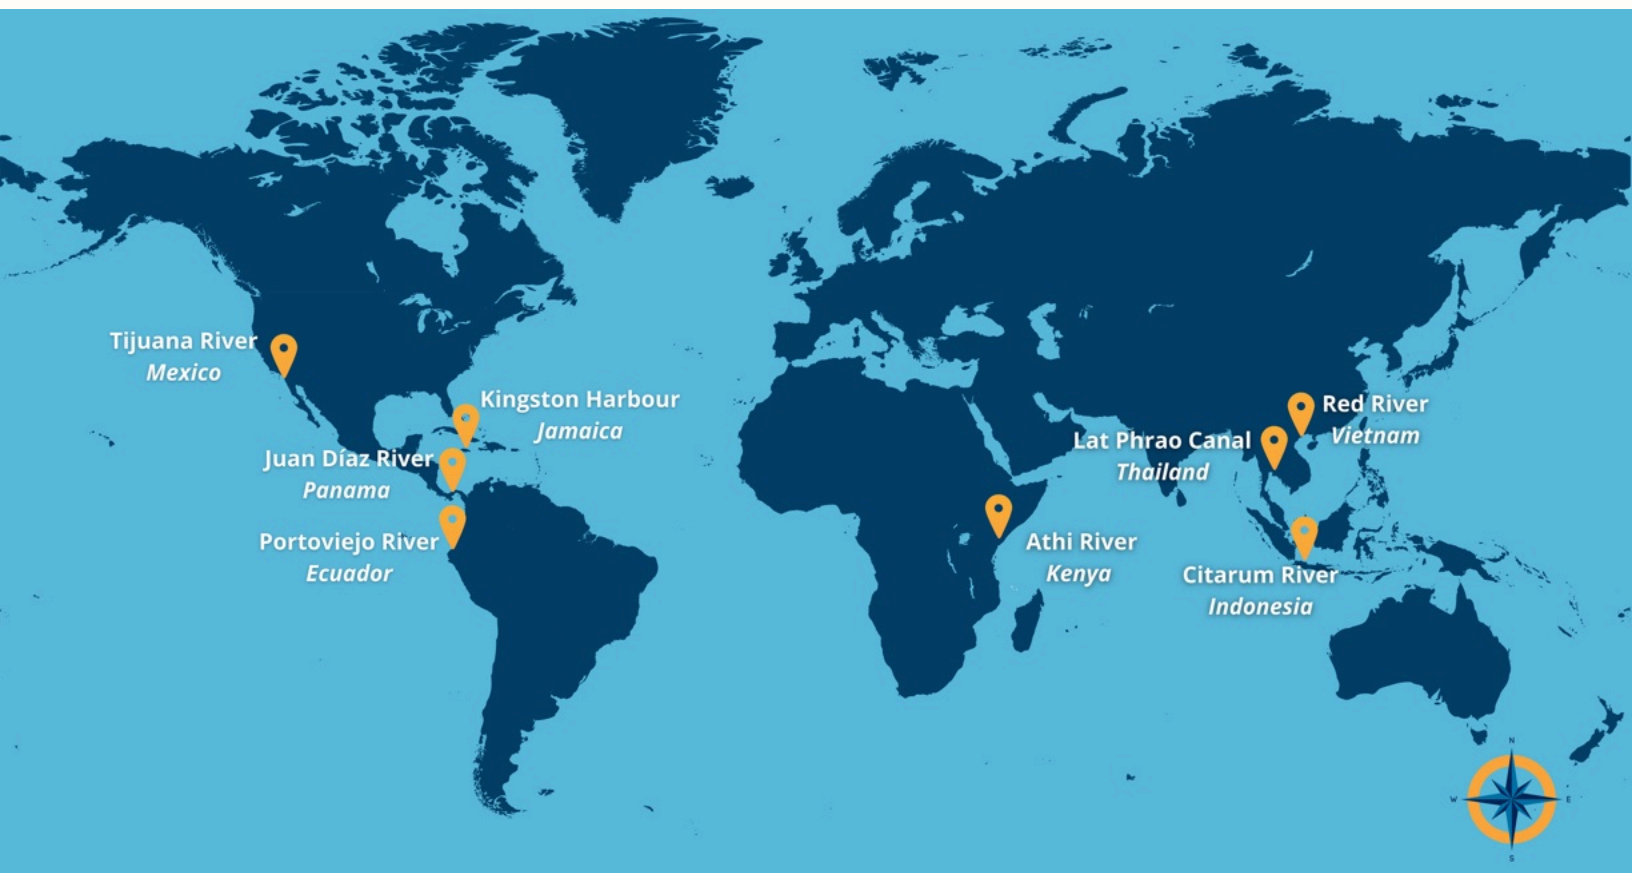 Tijuana River
Mexico
Kingston Harbour
Jamaica
Juan Díaz River
Panama
Portoviejo River
Ecuador
Red River
Vietnam
Lat Phrao Canal
Thailand
Athi River
Kenya
Citarum River
Indonesia
N
W
E
S